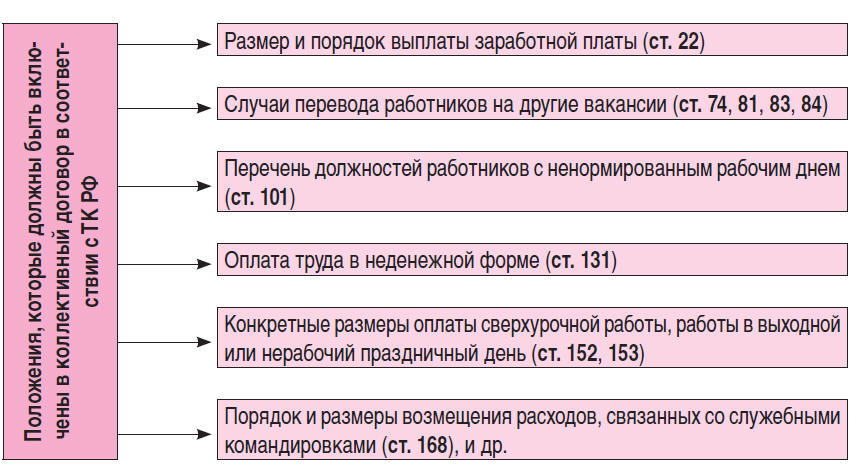 Положения, которые должны быть вклю-
чены в коллективный договор в соответ-
ствии с ТК РФ
Размер и порядок выплаты заработной платы (ст. 22)
Случаи перевода работников на другие вакансии (ст. 74, 81, 83, 84)
Перечень должностей работников с ненормированным рабочим днем
(ст. 101)
Оплата труда в неденежной форме (ст. 131)
Конкретные размеры оплаты сверхурочной работы, работы в выходной
или нерабочий праздничный день (ст. 152, 153)
Порядок и размеры возмещения расходов, связанных со служебными
командировками (ст. 168), и др.